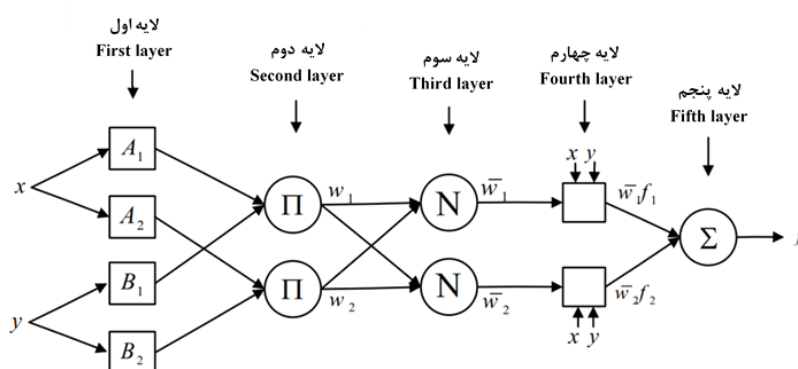 لایه اول
First layer
لایه دوم
Second layer
لایه سوم
Third layer
لایه چهارم
Fourth layer
لایه پنجم
Fifth layer
x
A₁
A₂
y
B₁
B₂
Π
Π
w₁
w₂
N
N
w̅₁
w̅₂
x y
x y
w̅₁f₁
w̅₂f₂
Σ